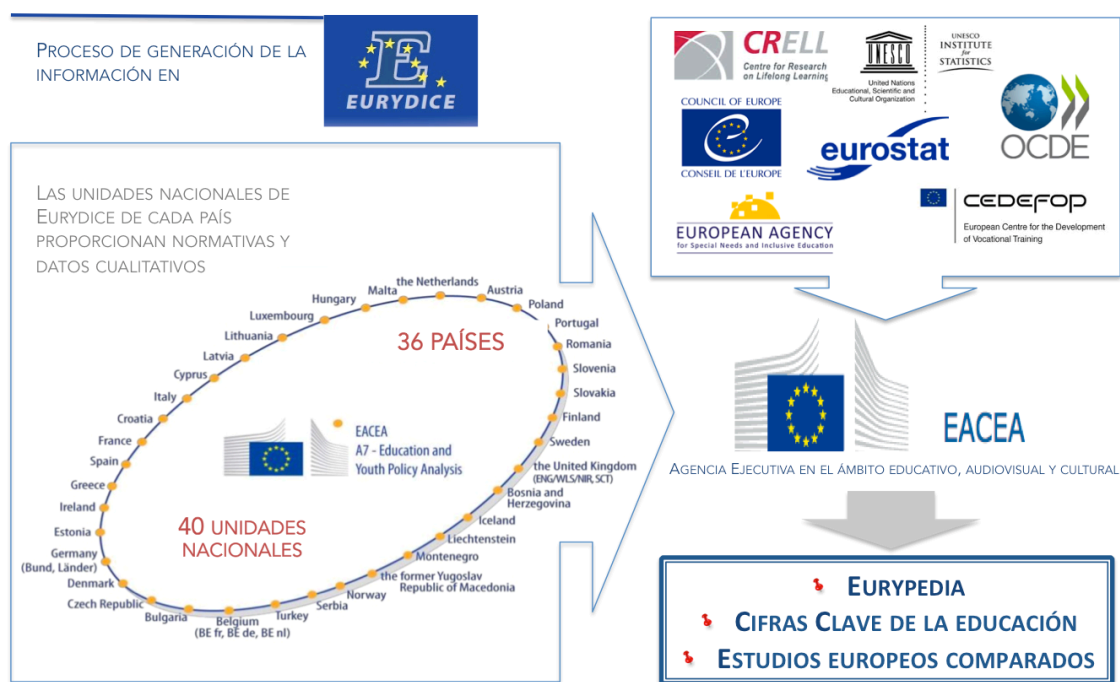 PROCESO DE GENERACIÓN DE LA
INFORMACIÓN EN
E
EURYDICE
LAS UNIDADES NACIONALES DE
EURYDICE DE CADA PAÍS
PROPORCIONAN NORMATIVAS Y
DATOS CUALITATIVOS
36 PAÍSES
the Netherlands
Austria
Poland
Portugal
Romania
Slovenia
Slovakia
Finland
Sweden
the United Kingdom
(ENG/WLS/NIR, SCT)
Bosnia and
Herzegovina
Iceland
Liechtenstein
Montenegro
the former Yugoslav
Republic of Macedonia
Norway
Serbia
Turkey
Belgium
(BE fr, BE de, BE nl)
Bulgaria
Czech Republic
Denmark
Germany
(Bund, Länder)
Estonia
Ireland
Greece
Spain
France
Croatia
Italy
Cyprus
Latvia
Lithuania
Luxembourg
Hungary
Malta
EACEA
A7 - Education and
Youth Policy Analysis
40 UNIDADES
NACIONALES
CRELL
Centre for Research
on Lifelong Learning
UNESCO
United Nations
Educational, Scientific and
Cultural Organization
UNESCO
INSTITUTE
for
STATISTICS
COUNCIL OF EUROPE
CONSEIL DE L'EUROPE
eurostat
OCDE
EUROPEAN AGENCY
for Special Needs and Inclusive Education
CEDEFOP
European Centre for the Development
of Vocational Training
EACEA
AGENCIA EJECUTIVA EN EL ÁMBITO EDUCATIVO, AUDIOVISUAL Y CULTURAL
EURYPEDIA
CIFRAS CLAVE DE LA EDUCACIÓN
ESTUDIOS EUROPEOS COMPARADOS